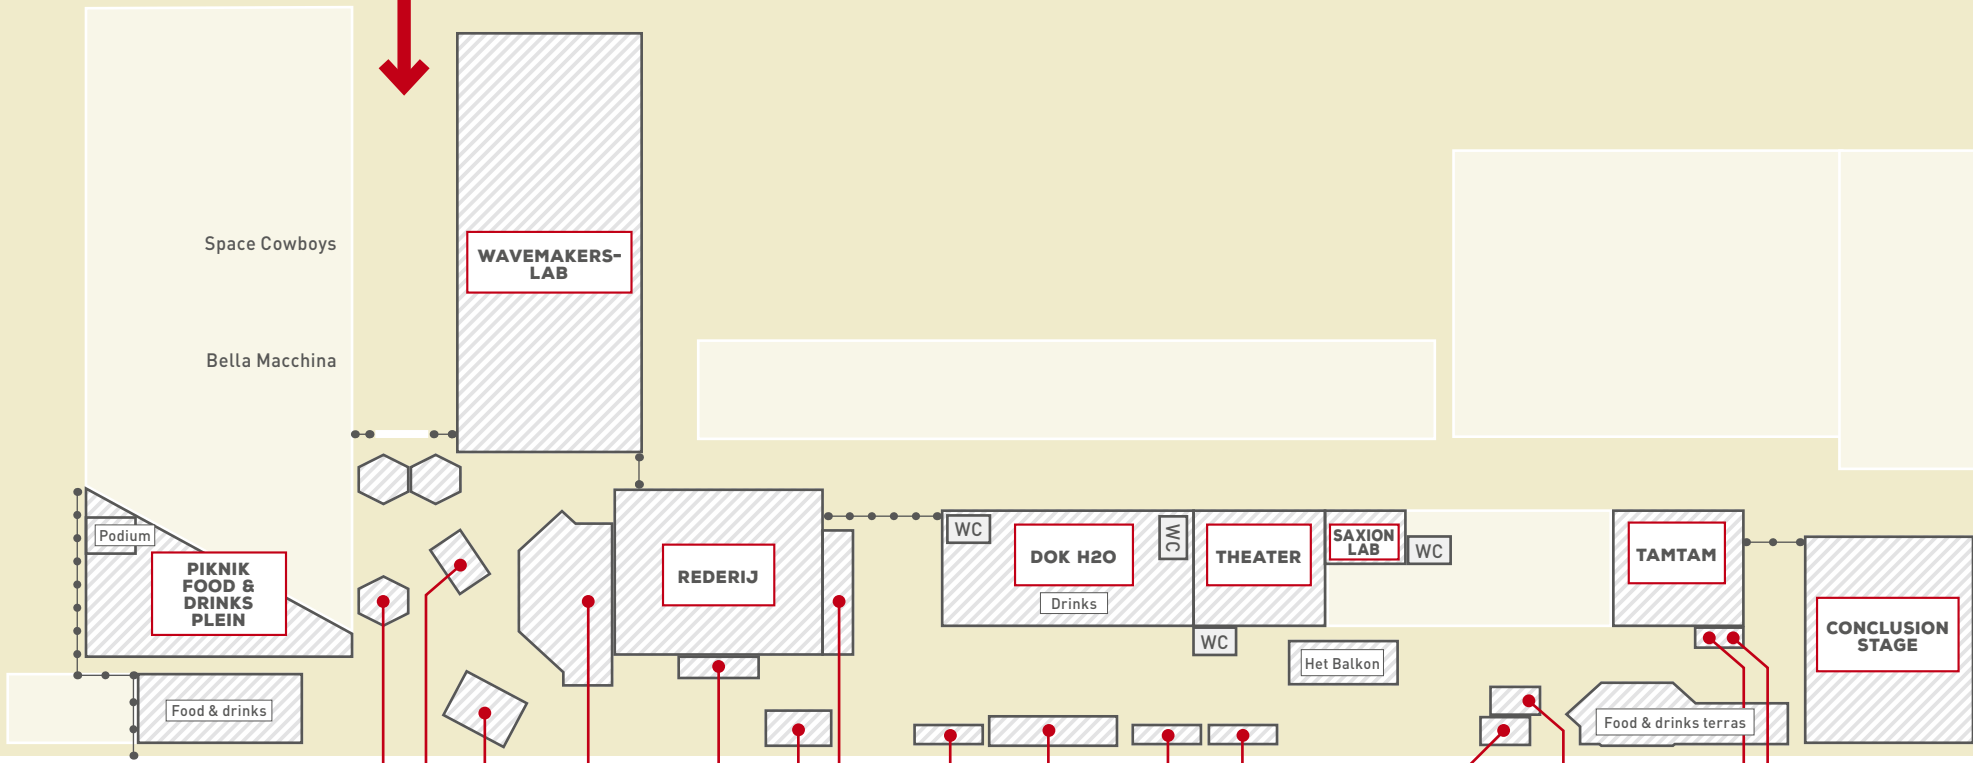 Space Cowboys
Bella Macchina
WAVEMAKERS-
LAB
Podium
PIKNIK
FOOD &
DRINKS
PLEIN
Food & drinks
REDERIJ
WC
DOK H2O
Drinks
WC
THEATER
WC
SAXION
LAB
WC
Het Balkon
TAMTAM
Food & drinks terras
CONCLUSION
STAGE